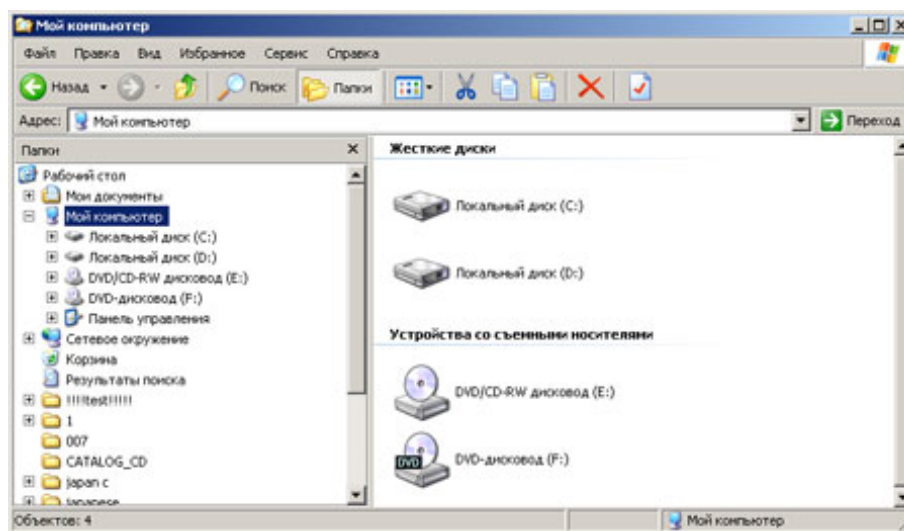 Мой компьютер
Файл Правка Вид Избранное Сервис Справка
Назад Поиск Папки
Адрес: Мой компьютер Переход
Папки
Рабочий стол
Мои документы
Мой компьютер
Локальный диск (C:)
Локальный диск (D:)
DVD/CD-RW дисковод (E:)
DVD-дисковод (F:)
Панель управления
Сетевое окружение
Корзина
Результаты поиска
!!!!test!!!!!
1
007
CATALOG_CD
japan c
japanese
Жесткие диски
Локальный диск (C:)
Локальный диск (D:)
Устройства со съемными носителями
DVD/CD-RW дисковод (E:)
DVD
DVD-дисковод (F:)
Объектов: 4 Мой компьютер